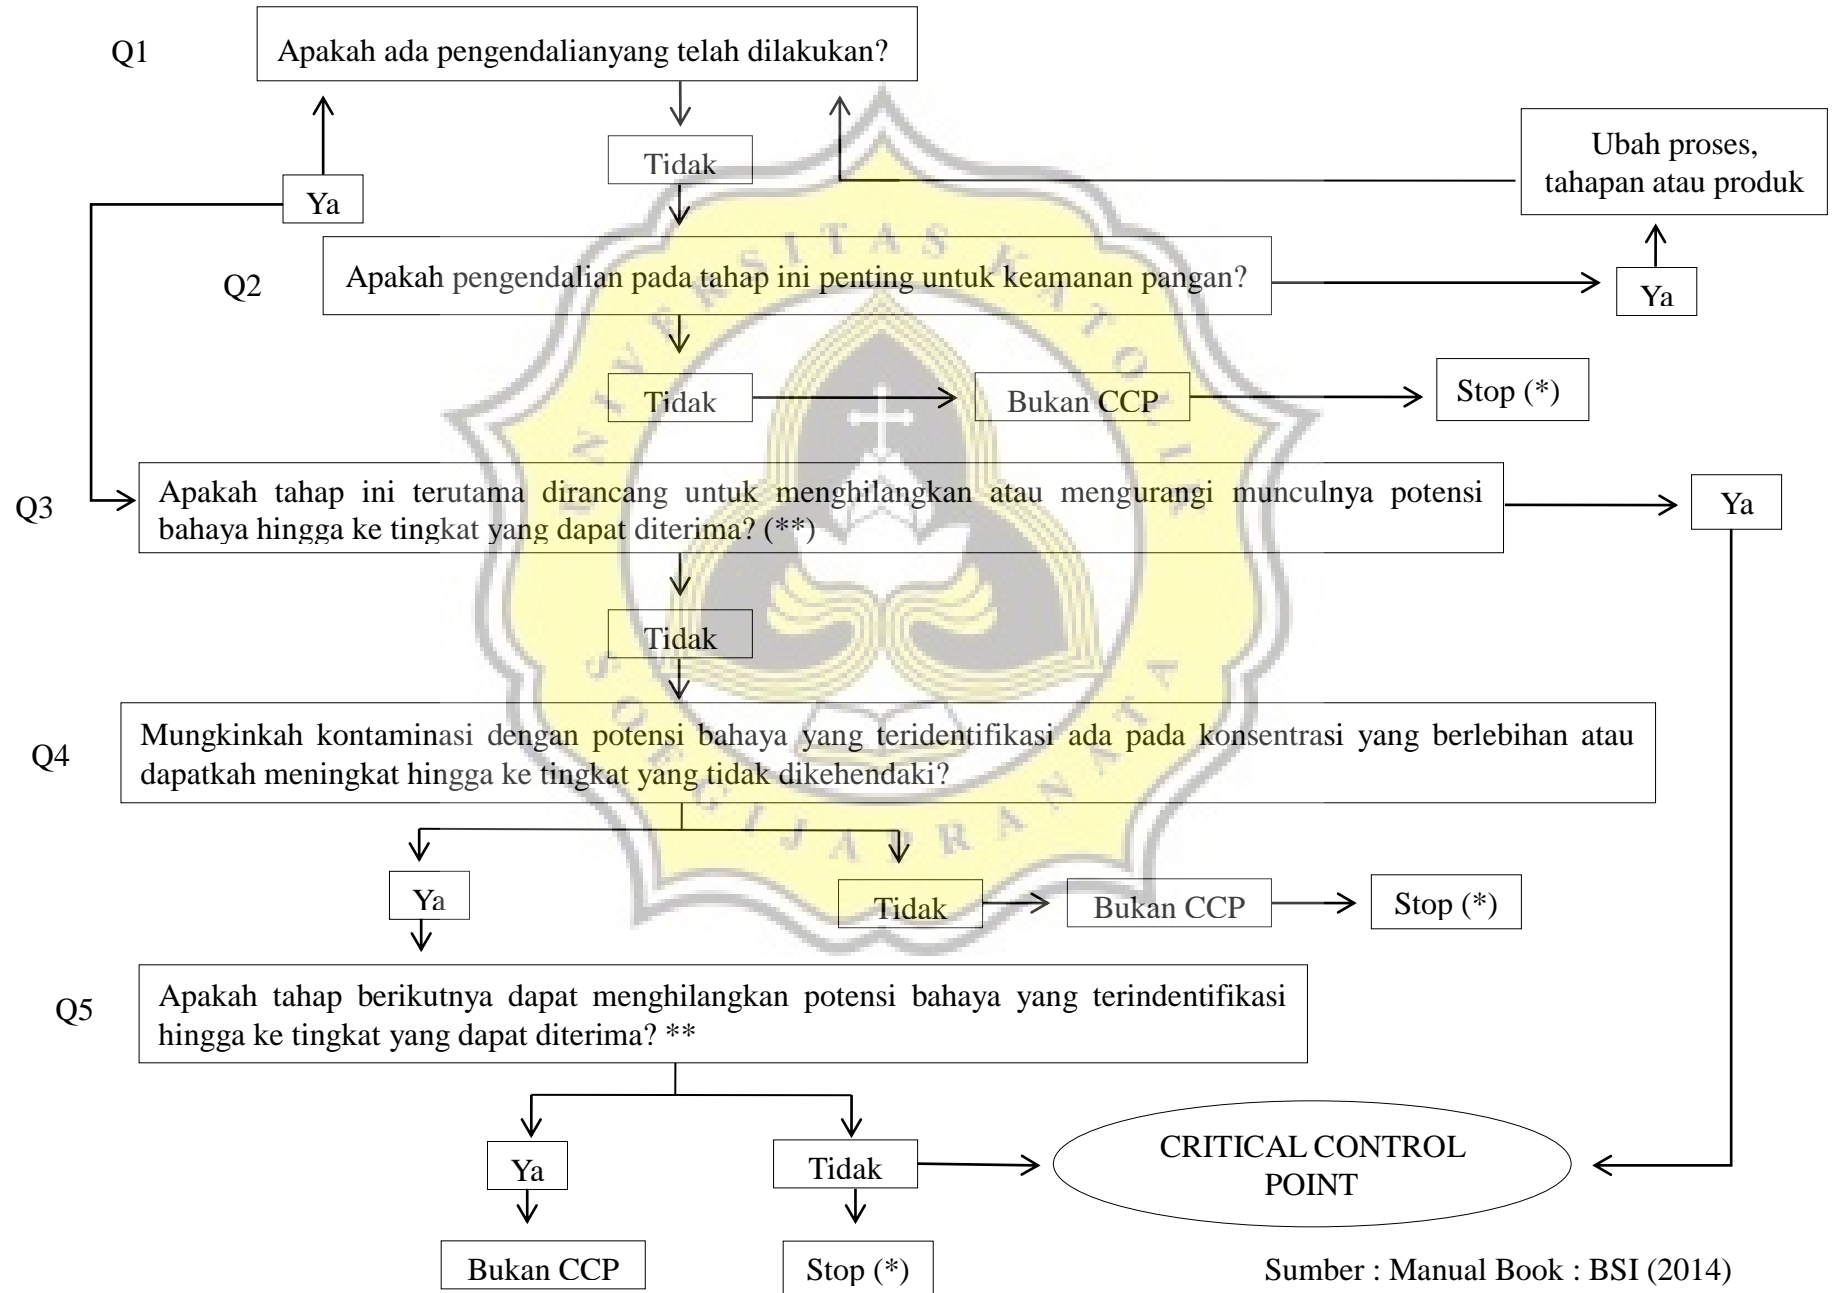 Q1
Apakah ada pengendalianyang telah dilakukan?
Tidak
Ya
Ubah proses,
tahapan atau produk
Q2
Apakah pengendalian pada tahap ini penting untuk keamanan pangan?
Ya
Tidak
Bukan CCP
Stop (*)
Q3
Apakah tahap ini terutama dirancang untuk menghilangkan atau mengurangi munculnya potensi
bahaya hingga ke tingkat yang dapat diterima? (**)
Ya
Tidak
Q4
Mungkinkah kontaminasi dengan potensi bahaya yang teridentifikasi ada pada konsentrasi yang berlebihan atau
dapatkah meningkat hingga ke tingkat yang tidak dikehendaki?
Ya
Tidak
Bukan CCP
Stop (*)
Q5
Apakah tahap berikutnya dapat menghilangkan potensi bahaya yang terindentifikasi
hingga ke tingkat yang dapat diterima? **
Ya
Tidak
CRITICAL CONTROL
POINT
Bukan CCP
Stop (*)
Sumber : Manual Book : BSI (2014)
UNIVERSITAS KATOLIK
SOEGIJAPRANATA